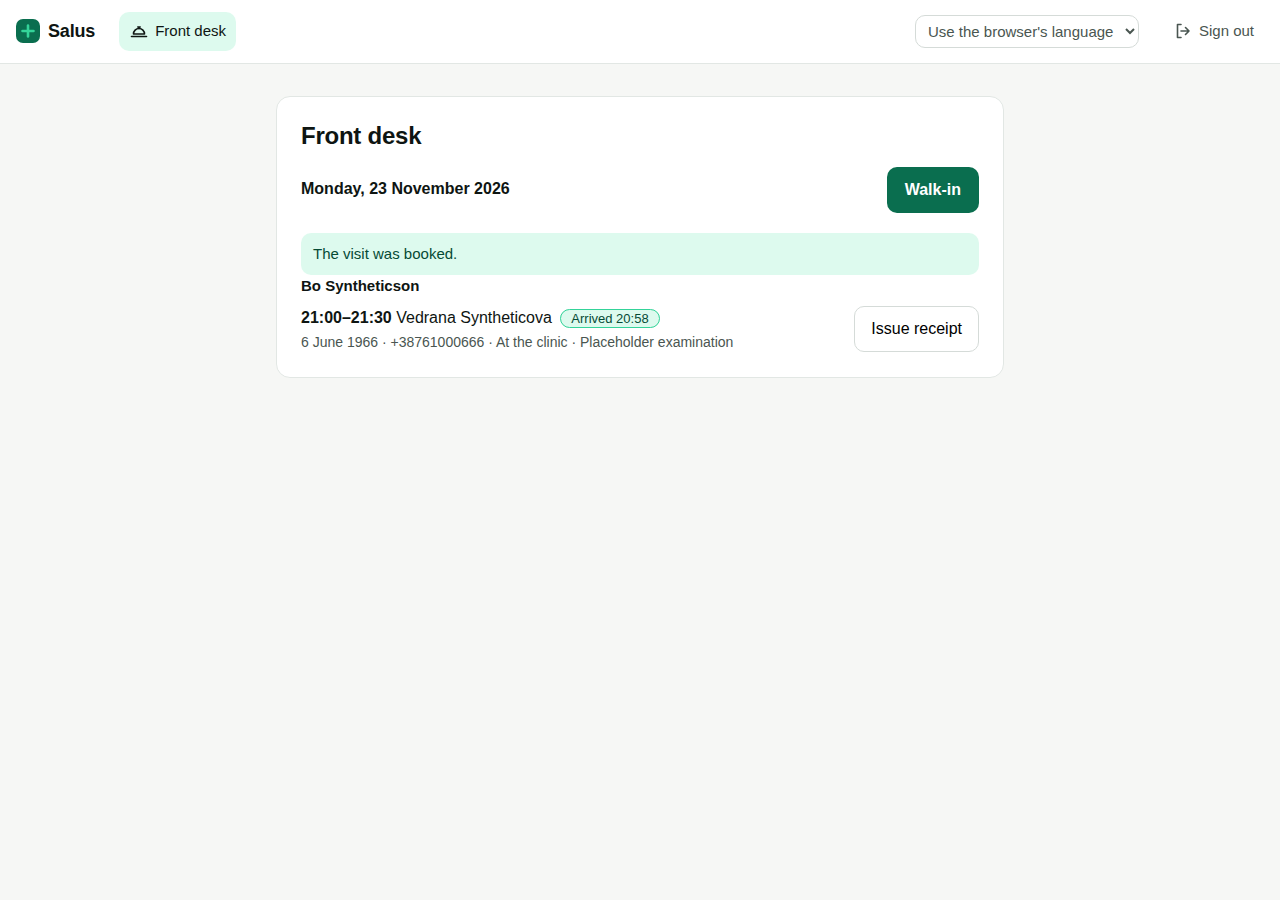 Salus
Front desk
Use the browser's language
Sign out
Front desk
Monday, 23 November 2026
Walk-in
The visit was booked.
Bo Syntheticson
21:00–21:30 Vedrana Syntheticova Arrived 20:58
6 June 1966 · +38761000666 · At the clinic · Placeholder examination
Issue receipt